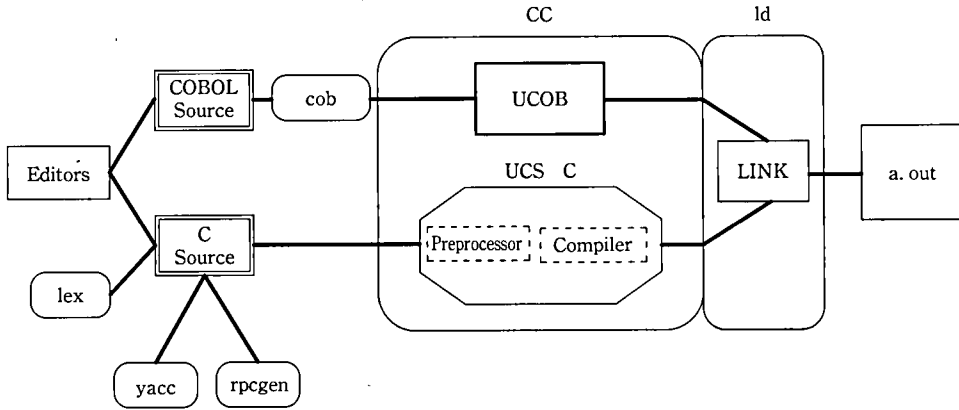 CC
ld
COBOL
Source
cob
UCOB
Editors
LINK
a. out
UCS C
C
Source
Preprocessor
Compiler
lex
yacc
rpcgen